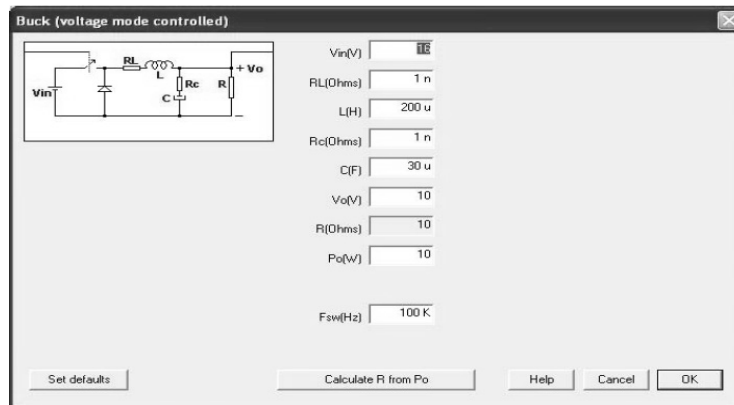 Buck (voltage mode controlled)
RL
L
+ Vo
Rc
R
Vin
C
−
Vin(V) 16
RL(Ohms) 1 n
L(H) 200 u
Rc(Ohms) 1 n
C(F) 30 u
Vo(V) 10
R(Ohms) 10
Po(W) 10
Fsw(Hz) 100 K
Set defaults
Calculate R from Po
Help
Cancel
OK